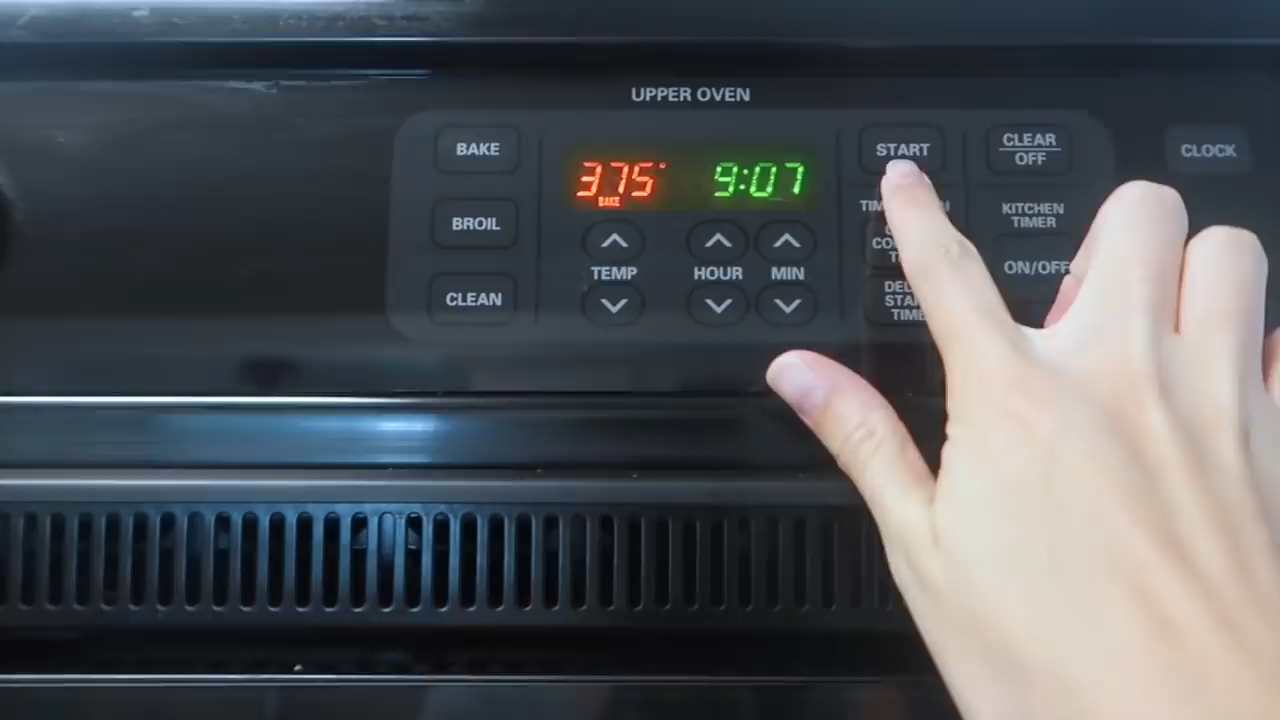 UPPER OVEN
BAKE
BROIL
CLEAN
375°
BAKE
9:07
TEMP
HOUR
MIN
START
CLEAR
OFF
KITCHEN
TIMER
ON/OFF
CLOCK